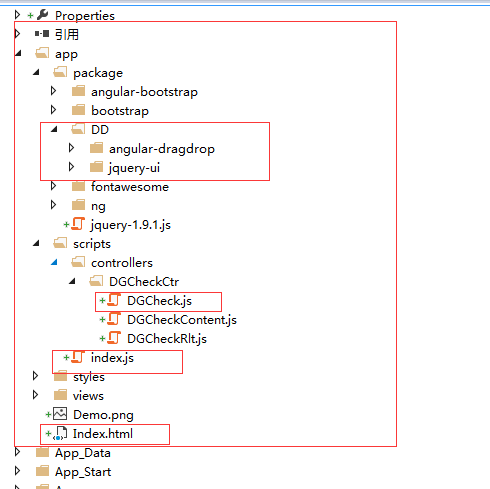 Properties
引用
app
package
angular-bootstrap
bootstrap
DD
angular-dragdrop
jquery-ui
fontawesome
ng
jquery-1.9.1.js
scripts
controllers
DGCheckCtr
DGCheck.js
DGCheckContent.js
DGCheckRlt.js
index.js
styles
views
Demo.png
Index.html
App_Data
App_Start